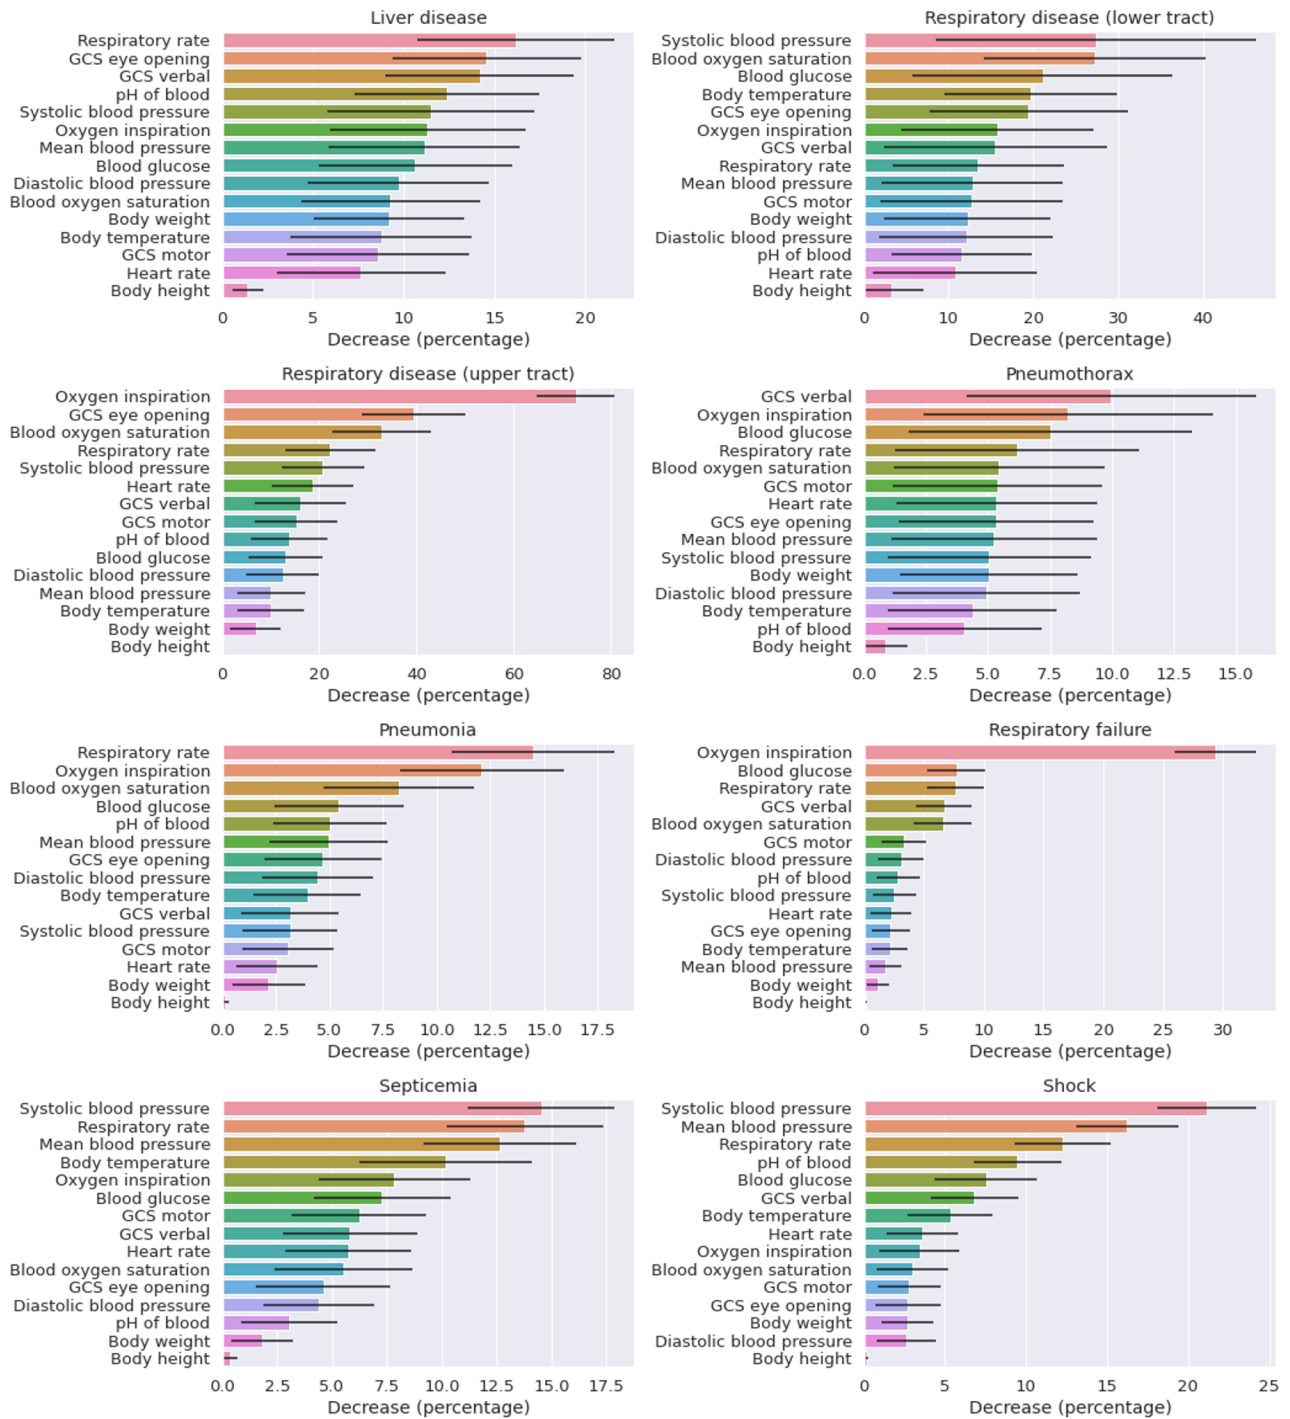 Liver disease
Respiratory rate
GCS eye opening
GCS verbal
pH of blood
Systolic blood pressure
Oxygen inspiration
Mean blood pressure
Blood glucose
Diastolic blood pressure
Blood oxygen saturation
Body weight
Body temperature
GCS motor
Heart rate
Body height
0 5 10 15 20
Decrease (percentage)
Respiratory disease (lower tract)
Systolic blood pressure
Blood oxygen saturation
Blood glucose
Body temperature
GCS eye opening
Oxygen inspiration
GCS verbal
Respiratory rate
Mean blood pressure
GCS motor
Body weight
Diastolic blood pressure
pH of blood
Heart rate
Body height
0 10 20 30 40
Decrease (percentage)
Respiratory disease (upper tract)
Oxygen inspiration
GCS eye opening
Blood oxygen saturation
Respiratory rate
Systolic blood pressure
Heart rate
GCS verbal
GCS motor
pH of blood
Blood glucose
Diastolic blood pressure
Mean blood pressure
Body temperature
Body weight
Body height
0 20 40 60 80
Decrease (percentage)
Pneumothorax
GCS verbal
Oxygen inspiration
Blood glucose
Respiratory rate
Blood oxygen saturation
GCS motor
Heart rate
GCS eye opening
Mean blood pressure
Systolic blood pressure
Body weight
Diastolic blood pressure
Body temperature
pH of blood
Body height
0.0 2.5 5.0 7.5 10.0 12.5 15.0
Decrease (percentage)
Pneumonia
Respiratory rate
Oxygen inspiration
Blood oxygen saturation
Blood glucose
pH of blood
Mean blood pressure
GCS eye opening
Diastolic blood pressure
Body temperature
GCS verbal
Systolic blood pressure
GCS motor
Heart rate
Body weight
Body height
0.0 2.5 5.0 7.5 10.0 12.5 15.0 17.5
Decrease (percentage)
Respiratory failure
Oxygen inspiration
Blood glucose
Respiratory rate
GCS verbal
Blood oxygen saturation
GCS motor
Diastolic blood pressure
pH of blood
Systolic blood pressure
Heart rate
GCS eye opening
Body temperature
Mean blood pressure
Body weight
Body height
0 5 10 15 20 25 30
Decrease (percentage)
Septicemia
Systolic blood pressure
Respiratory rate
Mean blood pressure
Body temperature
Oxygen inspiration
Blood glucose
GCS motor
GCS verbal
Heart rate
Blood oxygen saturation
GCS eye opening
Diastolic blood pressure
pH of blood
Body weight
Body height
0.0 2.5 5.0 7.5 10.0 12.5 15.0 17.5
Decrease (percentage)
Shock
Systolic blood pressure
Mean blood pressure
Respiratory rate
pH of blood
Blood glucose
GCS verbal
Body temperature
Heart rate
Oxygen inspiration
Blood oxygen saturation
GCS motor
GCS eye opening
Body weight
Diastolic blood pressure
Body height
0 5 10 15 20 25
Decrease (percentage)